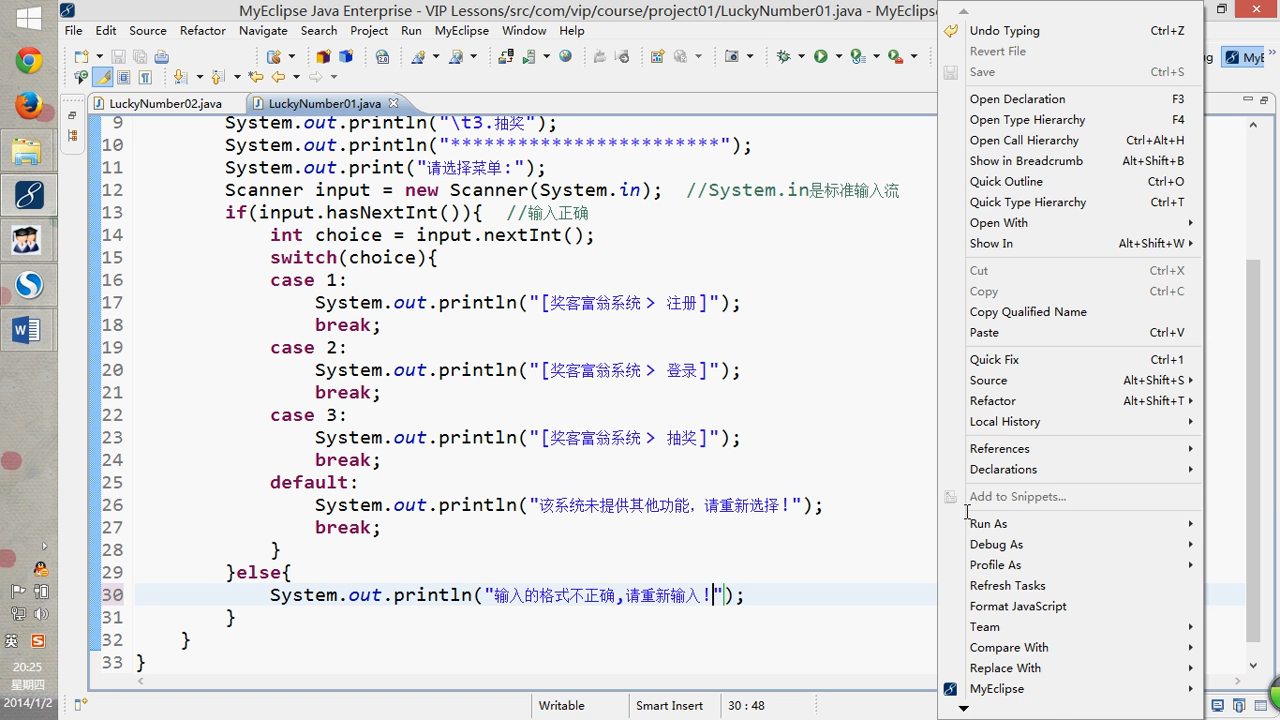 MyEclipse Java Enterprise - VIP Lessons/src/com/vip/course/project01/LuckyNumber01.java - MyEclips
File Edit Source Refactor Navigate Search Project Run MyEclipse Window Help
LuckyNumber02.java LuckyNumber01.java
9 System.out.println("\t3.抽奖");
10 System.out.println("************************");
11 System.out.print("请选择菜单:");
12 Scanner input = new Scanner(System.in); //System.in是标准输入流
13 if(input.hasNextInt()){ //输入正确
14 int choice = input.nextInt();
15 switch(choice){
16 case 1:
17 System.out.println("[奖客富翁系统 > 注册]");
18 break;
19 case 2:
20 System.out.println("[奖客富翁系统 > 登录]");
21 break;
22 case 3:
23 System.out.println("[奖客富翁系统 > 抽奖]");
24 break;
25 default:
26 System.out.println("该系统未提供其他功能，请重新选择!");
27 break;
28 }
29 }else{
30 System.out.println("输入的格式不正确,请重新输入!");
31 }
32 }
33 }
Writable Smart Insert 30 : 48
Undo Typing Ctrl+Z
Revert File
Save Ctrl+S
Open Declaration F3
Open Type Hierarchy F4
Open Call Hierarchy Ctrl+Alt+H
Show in Breadcrumb Alt+Shift+B
Quick Outline Ctrl+O
Quick Type Hierarchy Ctrl+T
Open With
Show In Alt+Shift+W
Cut Ctrl+X
Copy Ctrl+C
Copy Qualified Name
Paste Ctrl+V
Quick Fix Ctrl+1
Source Alt+Shift+S
Refactor Alt+Shift+T
Local History
References
Declarations
Add to Snippets...
Run As
Debug As
Profile As
Refresh Tasks
Format JavaScript
Team
Compare With
Replace With
MyEclipse
英
20:25
星期四
2014/1/2